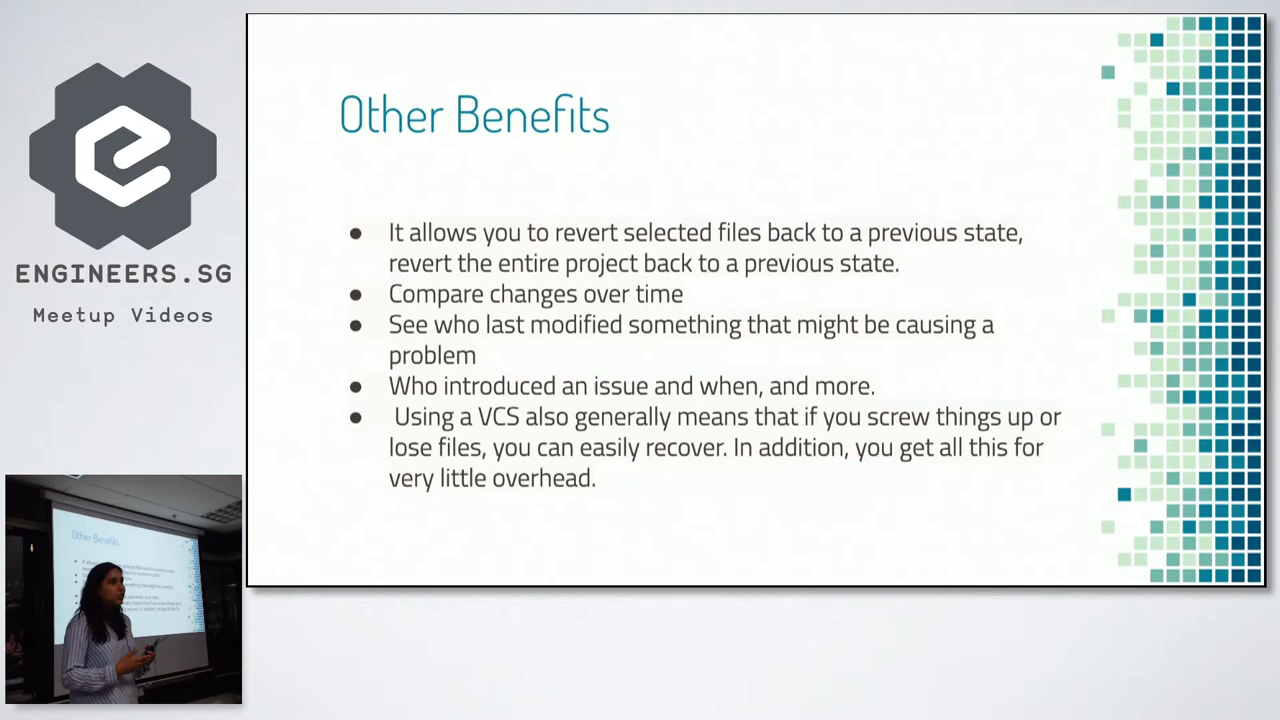 ENGINEERS.SG
Meetup Videos
Other Benefits
● It allows you to revert selected files back to a previous state,
revert the entire project back to a previous state.
● Compare changes over time
● See who last modified something that might be causing a
problem
● Who introduced an issue and when, and more.
● Using a VCS also generally means that if you screw things up or
lose files, you can easily recover. In addition, you get all this for
very little overhead.
Other Benefits